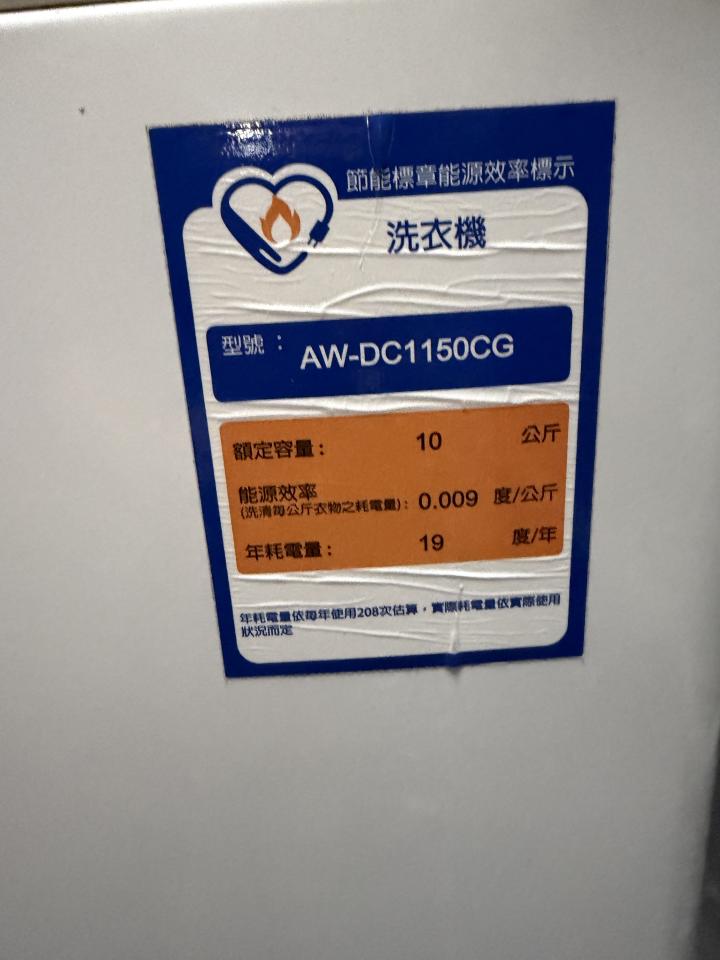 節能標章能源效率標示
洗衣機
型號： AW-DC1150CG
額定容量： 10 公斤
能源效率
(洗清每公斤衣物之耗電量)： 0.009 度/公斤
年耗電量： 19 度/年
年耗電量依每年使用208次估算，實際耗電量依實際使用
狀況而定